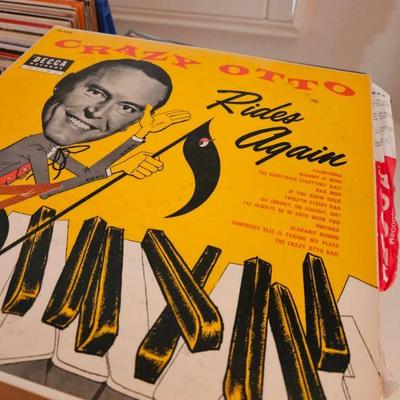 CRAZY OTTO
DECCA
RECORDS
Rides
Again
PASADENA
MAMMY O' MINE
THE DARKTOWN STRUTTERS' BALL
RAG MOP
IF YOU KNEW SUSIE
TWELFTH STREET RAG
OH JOHNNY, OH JOHNNY, OH!
I'LL ALWAYS BE IN LOVE WITH YOU
INDIANA
ALABAMY BOUND
SOMEBODY ELSE IS TAKING MY PLACE
THE CRAZY OTTO RAG